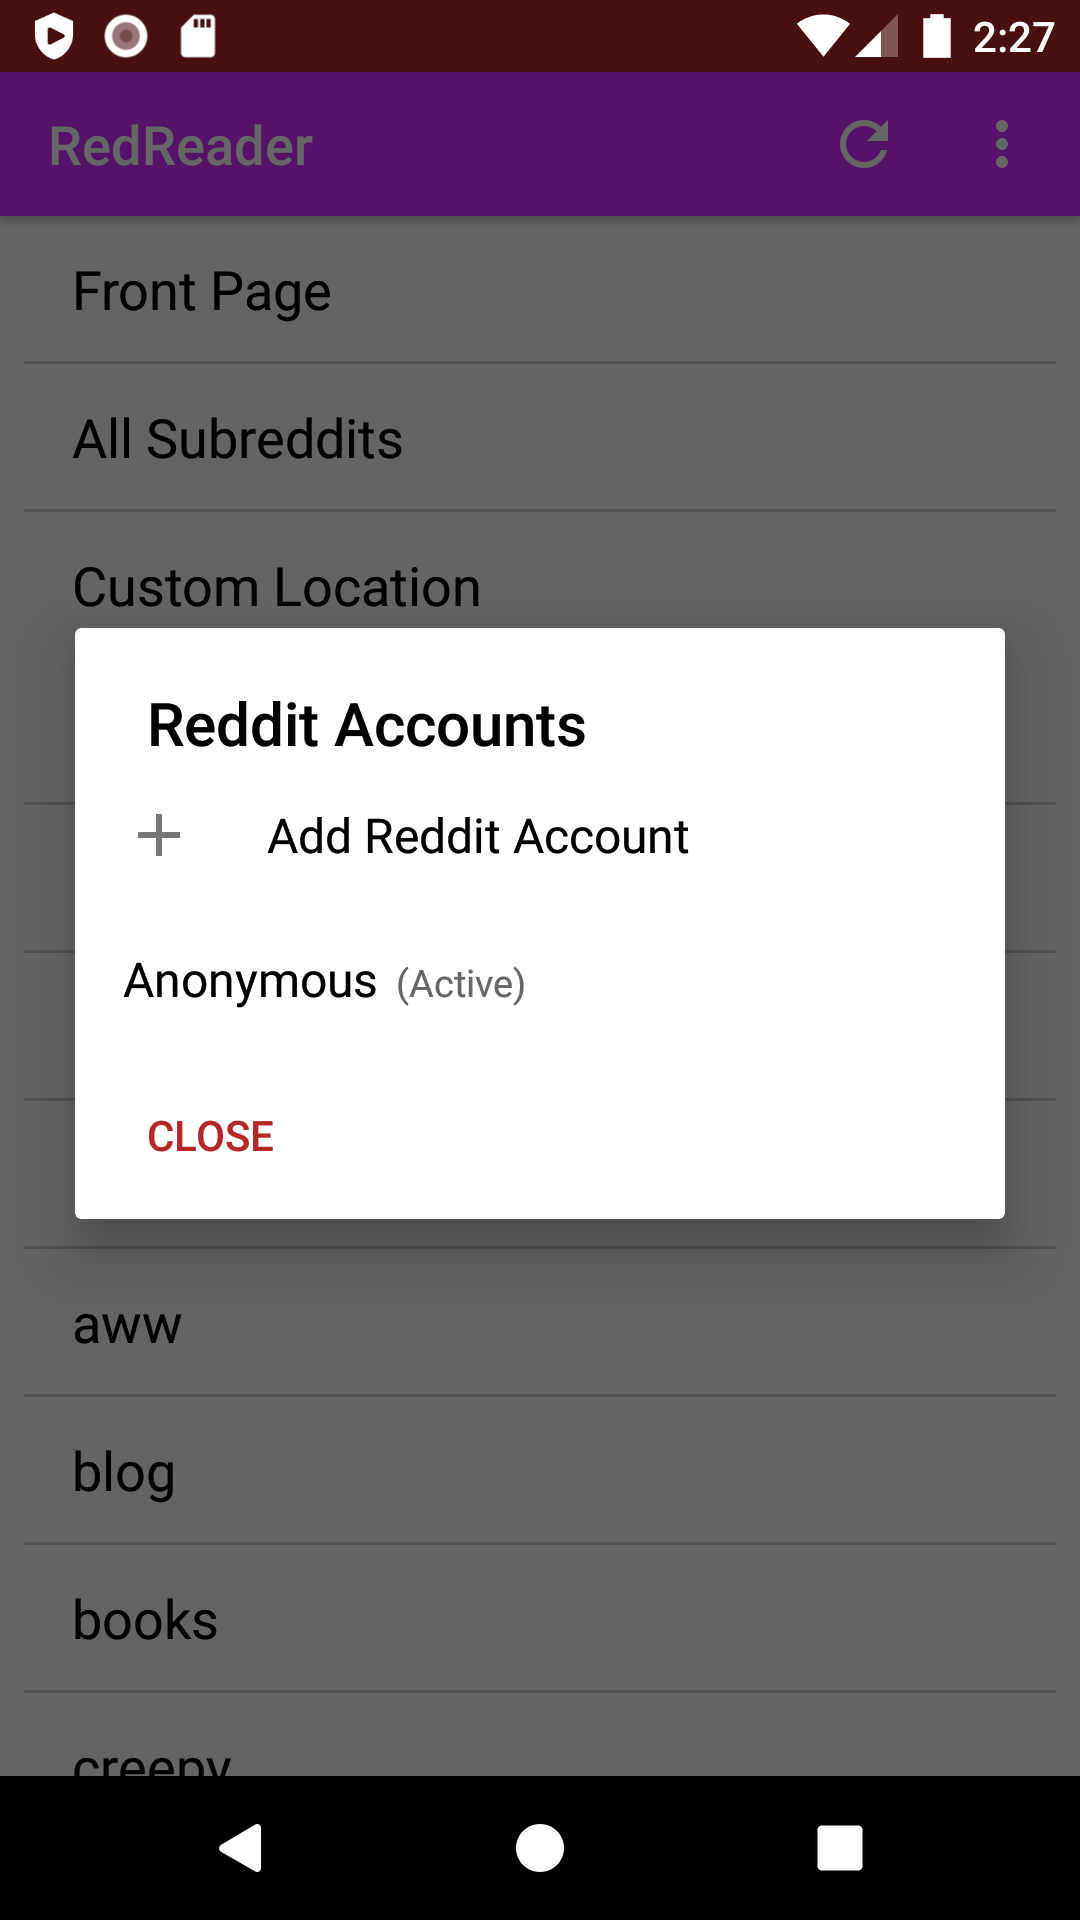 2:27
RedReader
Front Page
All Subreddits
Custom Location
Reddit Accounts
Add Reddit Account
Anonymous (Active)
CLOSE
aww
blog
books
creepy